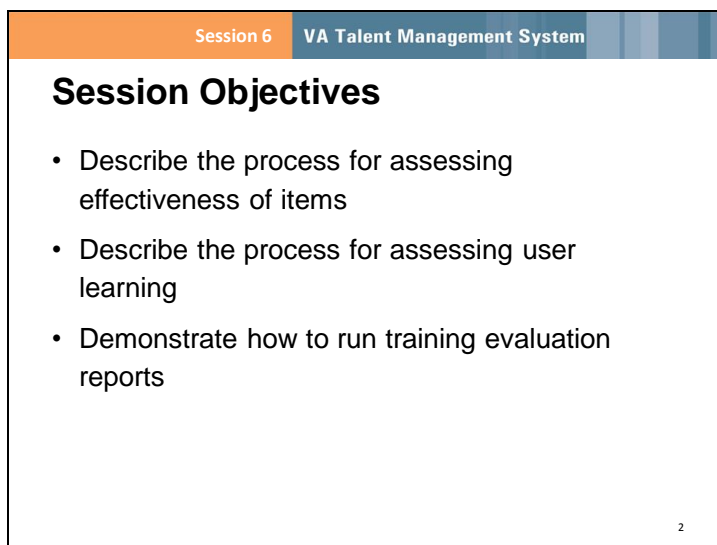 Session 6 VA Talent Management System
Session Objectives
• Describe the process for assessing
effectiveness of items
• Describe the process for assessing user
learning
• Demonstrate how to run training evaluation
reports
2